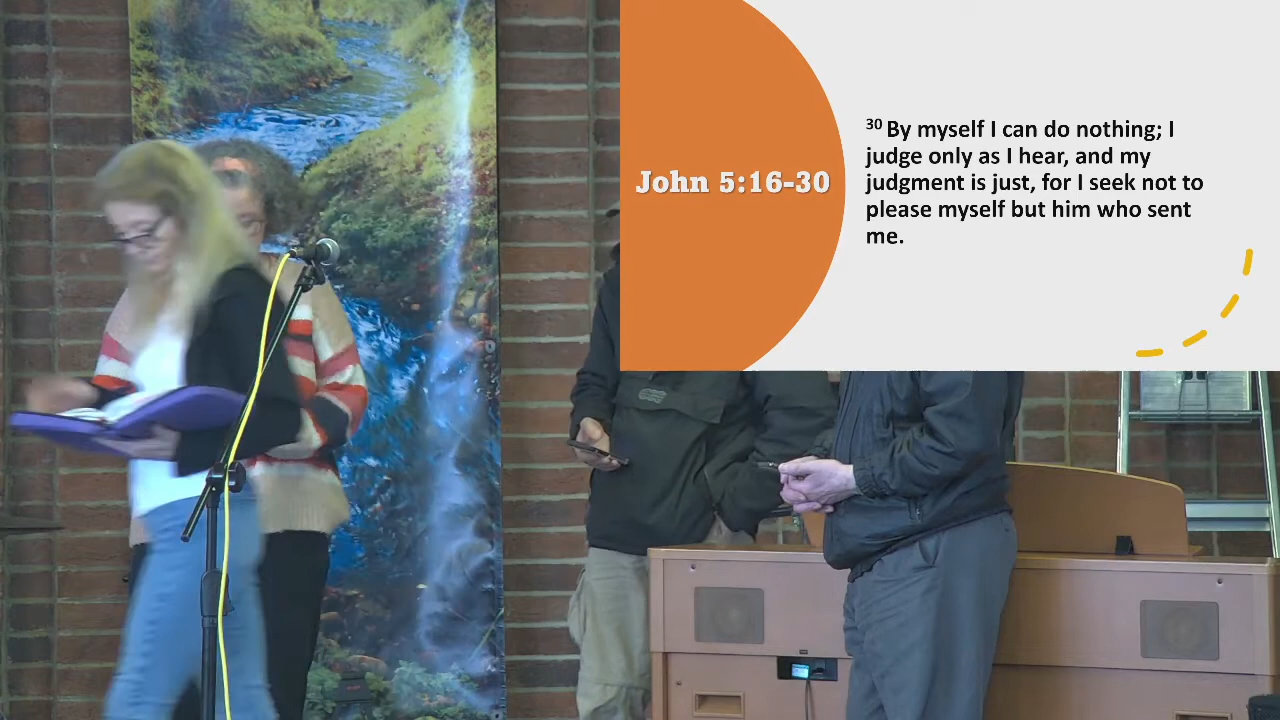 John 5:16-30
30 By myself I can do nothing; I
judge only as I hear, and my
judgment is just, for I seek not to
please myself but him who sent
me.